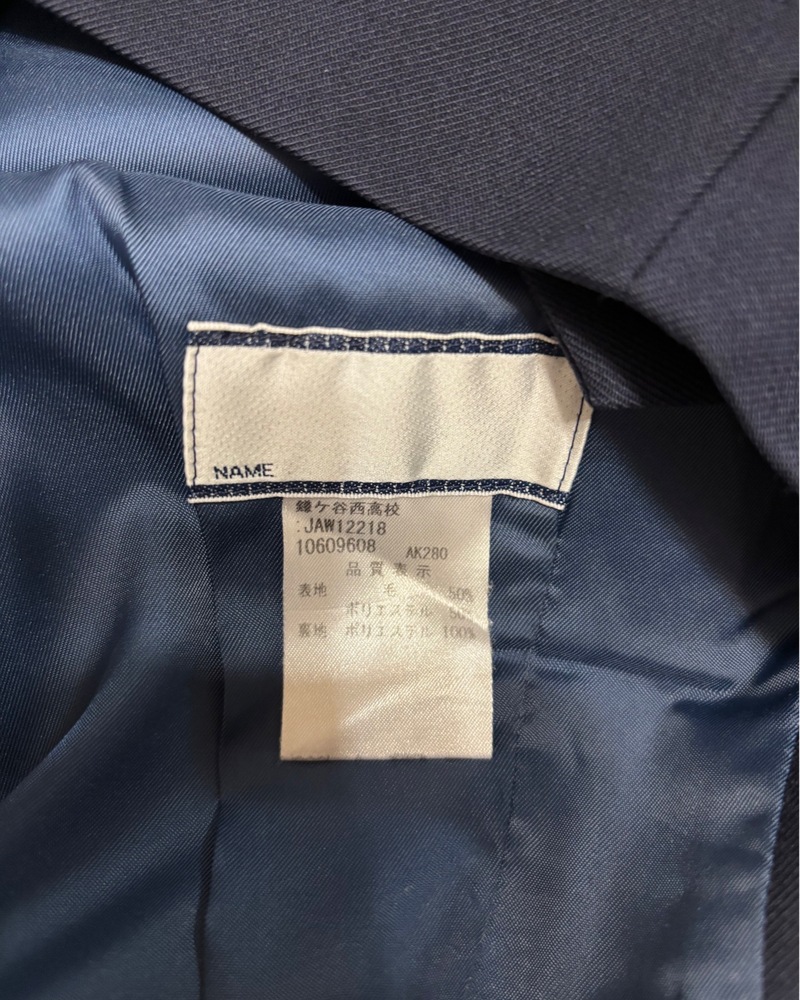 NAME
鎌ケ谷西高校
:JAW12218
10609608 AK280
品質表示
表地 毛 50%
ポリエステル 50%
裏地 ポリエステル 100%